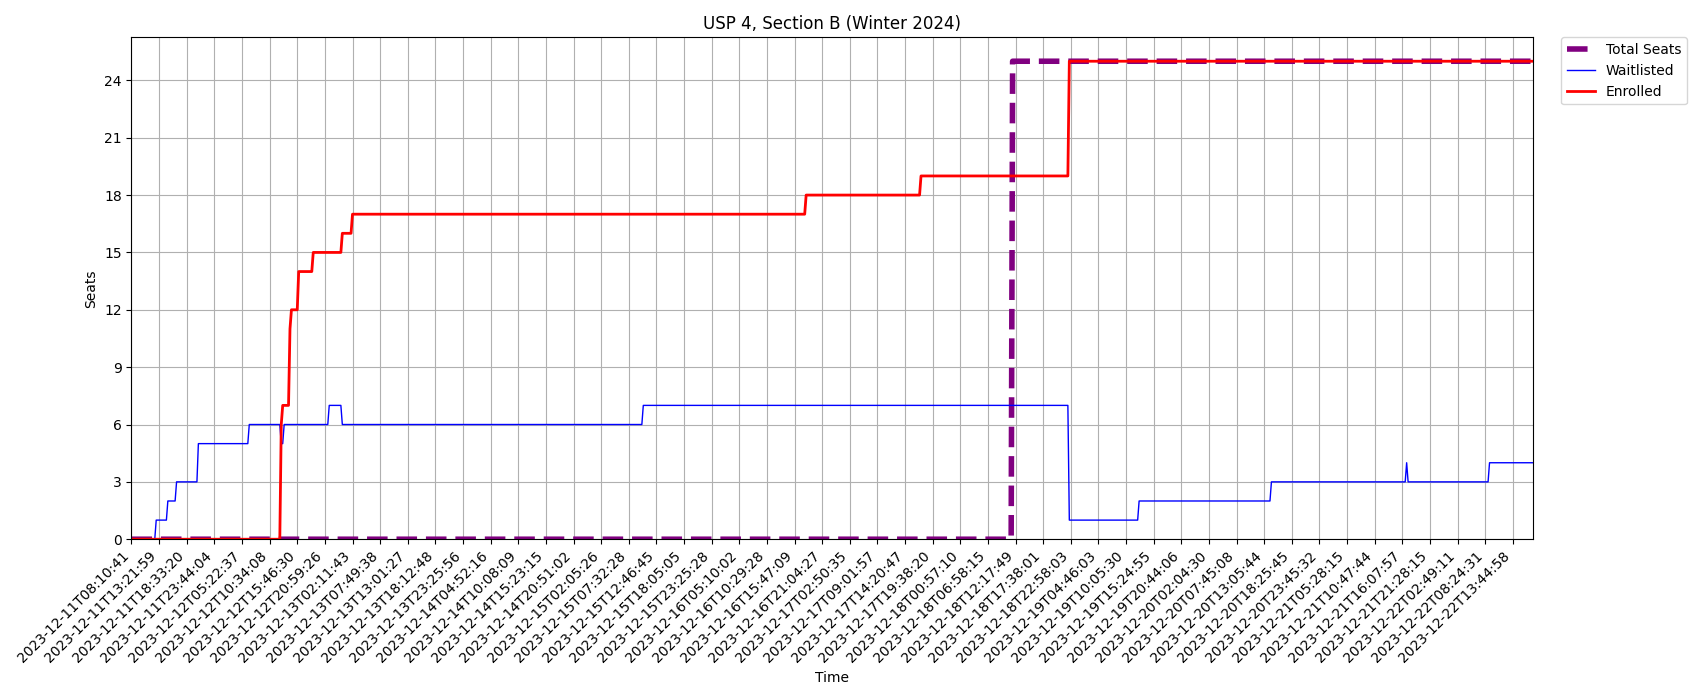 USP 4, Section B (Winter 2024)
Total Seats
Waitlisted
Enrolled
24
21
18
15
12
9
6
3
0
Seats
2023-12-11T08:10:41
2023-12-11T13:21:59
2023-12-11T18:33:20
2023-12-11T23:44:04
2023-12-12T05:22:37
2023-12-12T10:34:08
2023-12-12T15:46:30
2023-12-12T20:59:26
2023-12-13T02:11:43
2023-12-13T07:49:38
2023-12-13T13:01:27
2023-12-13T18:12:48
2023-12-13T23:25:56
2023-12-14T04:52:16
2023-12-14T10:08:09
2023-12-14T15:23:15
2023-12-14T20:51:02
2023-12-15T02:05:26
2023-12-15T07:32:28
2023-12-15T12:46:45
2023-12-15T18:05:05
2023-12-15T23:25:28
2023-12-16T05:10:02
2023-12-16T10:29:28
2023-12-16T15:47:09
2023-12-16T21:04:27
2023-12-17T02:50:35
2023-12-17T09:01:57
2023-12-17T14:20:47
2023-12-17T19:38:20
2023-12-18T00:57:10
2023-12-18T06:58:15
2023-12-18T12:17:49
2023-12-18T17:38:01
2023-12-18T22:58:03
2023-12-19T04:46:03
2023-12-19T10:05:30
2023-12-19T15:24:55
2023-12-19T20:44:06
2023-12-20T02:04:30
2023-12-20T07:45:08
2023-12-20T13:05:44
2023-12-20T18:25:45
2023-12-20T23:45:32
2023-12-21T05:28:15
2023-12-21T10:47:44
2023-12-21T16:07:57
2023-12-21T21:28:15
2023-12-22T02:49:11
2023-12-22T08:24:31
2023-12-22T13:44:58
Time